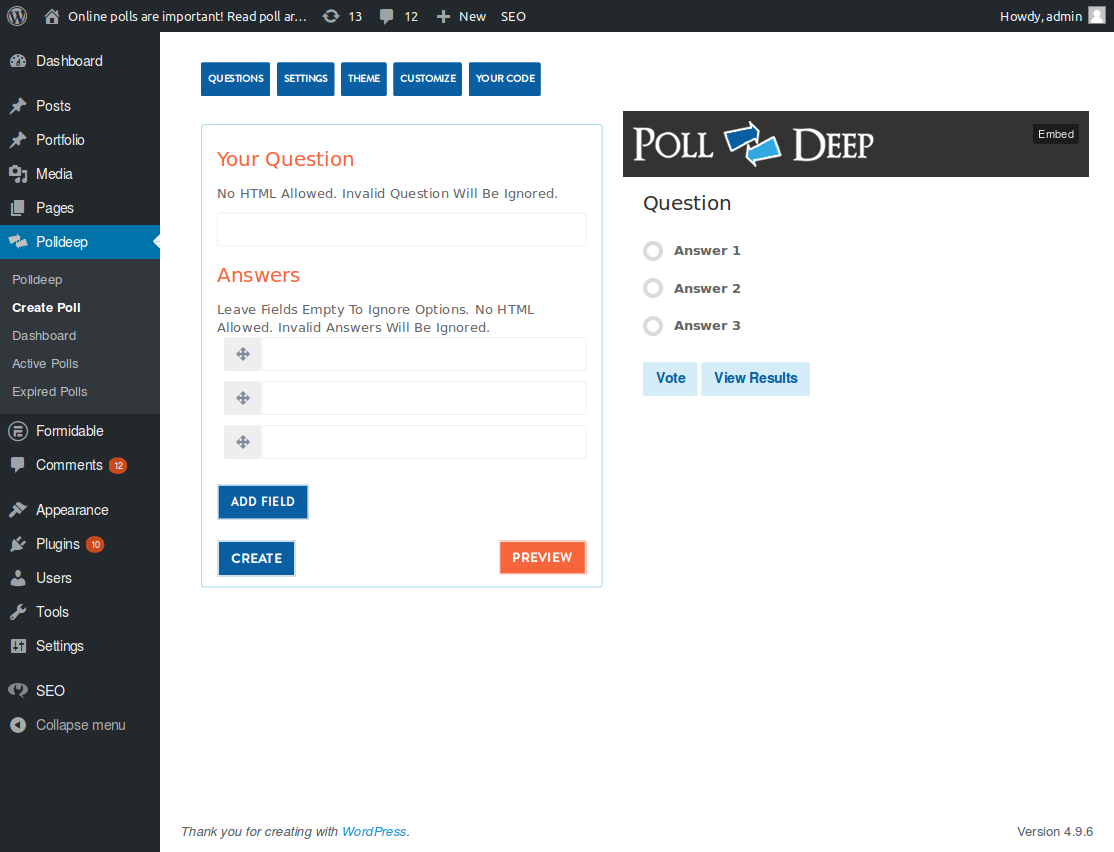 Online polls are important! Read poll ar...
13
12
New
SEO
Howdy, admin
Dashboard
Posts
Portfolio
Media
Pages
Polldeep
Polldeep
Create Poll
Dashboard
Active Polls
Expired Polls
Formidable
Comments 12
Appearance
Plugins 10
Users
Tools
Settings
SEO
Collapse menu
QUESTIONS
SETTINGS
THEME
CUSTOMIZE
YOUR CODE
Your Question
No HTML Allowed. Invalid Question Will Be Ignored.
Answers
Leave Fields Empty To Ignore Options. No HTML
Allowed. Invalid Answers Will Be Ignored.
ADD FIELD
CREATE
PREVIEW
POLL DEEP
Embed
Question
Answer 1
Answer 2
Answer 3
Vote
View Results
Thank you for creating with WordPress.
Version 4.9.6